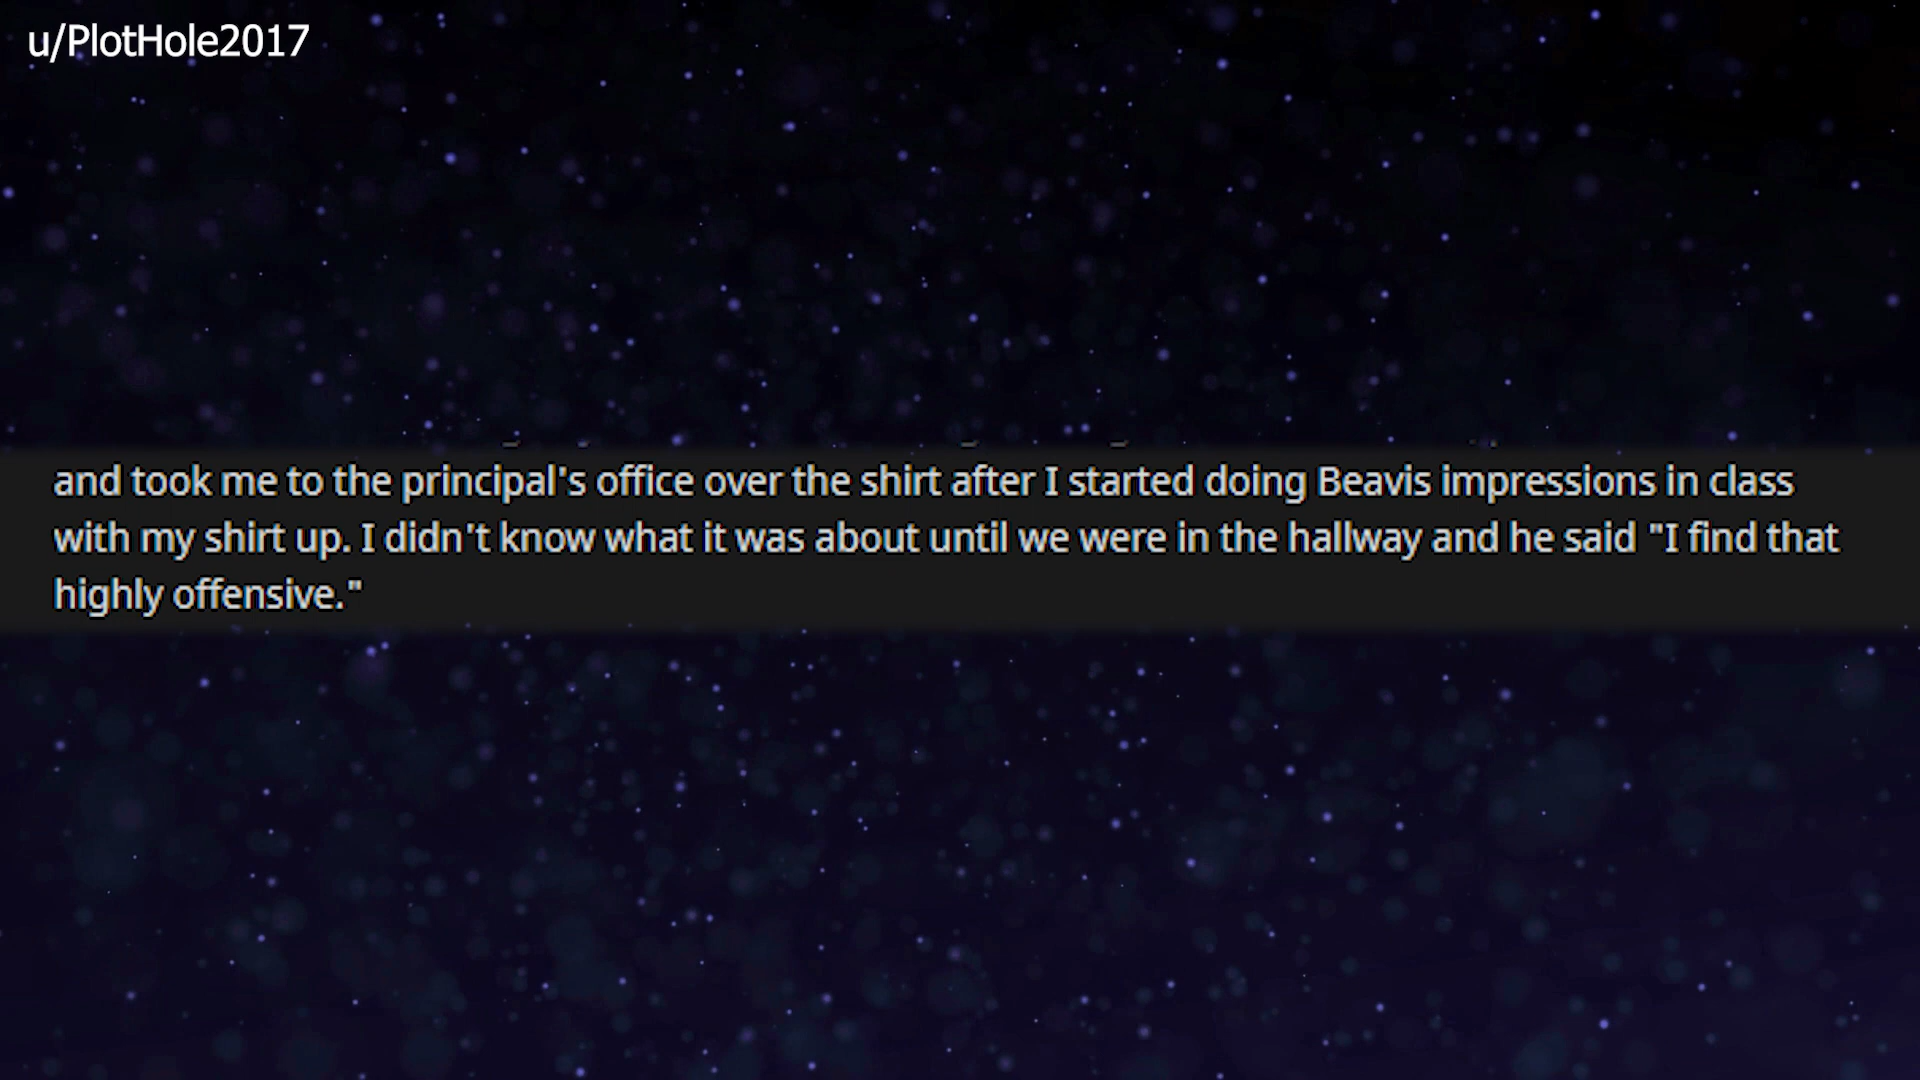 u/PlotHole2017
and took me to the principal's office over the shirt after I started doing Beavis impressions in class
with my shirt up. I didn't know what it was about until we were in the hallway and he said "I find that
highly offensive."